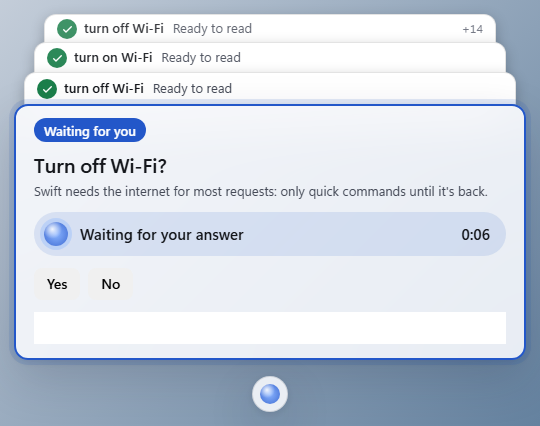 turn off Wi-Fi Ready to read +14
turn on Wi-Fi Ready to read
turn off Wi-Fi Ready to read
Waiting for you
Turn off Wi-Fi?
Swift needs the internet for most requests: only quick commands until it's back.
Waiting for your answer 0:06
Yes No